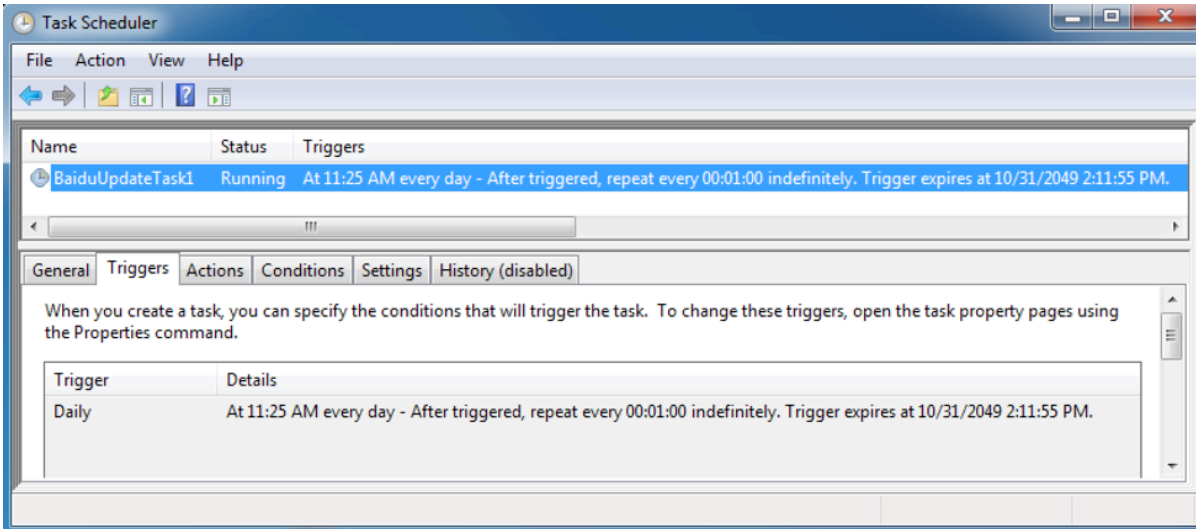 Task Scheduler
File Action View Help
Name Status Triggers
BaiduUpdateTask1 Running At 11:25 AM every day - After triggered, repeat every 00:01:00 indefinitely. Trigger expires at 10/31/2049 2:11:55 PM.
General Triggers Actions Conditions Settings History (disabled)
When you create a task, you can specify the conditions that will trigger the task. To change these triggers, open the task property pages using
the Properties command.
Trigger Details
Daily At 11:25 AM every day - After triggered, repeat every 00:01:00 indefinitely. Trigger expires at 10/31/2049 2:11:55 PM.